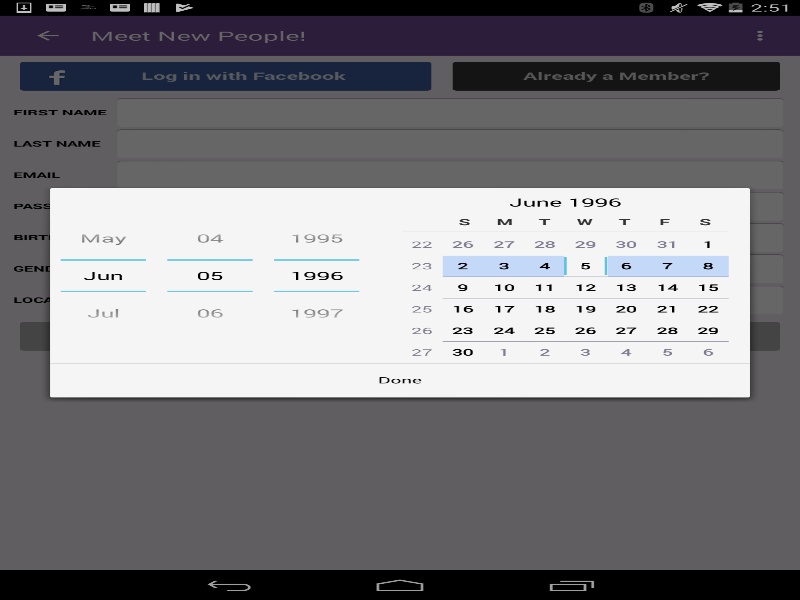 2:51
Meet New People!
f Log in with Facebook Already a Member?
FIRST NAME
LAST NAME
EMAIL
June 1996
S M T W T F S
May 04 1995
22 26 27 28 29 30 31 1
23 2 3 4 5 6 7 8
Jun 05 1996
24 9 10 11 12 13 14 15
25 16 17 18 19 20 21 22
Jul 06 1997
26 23 24 25 26 27 28 29
27 30 1 2 3 4 5 6
Done